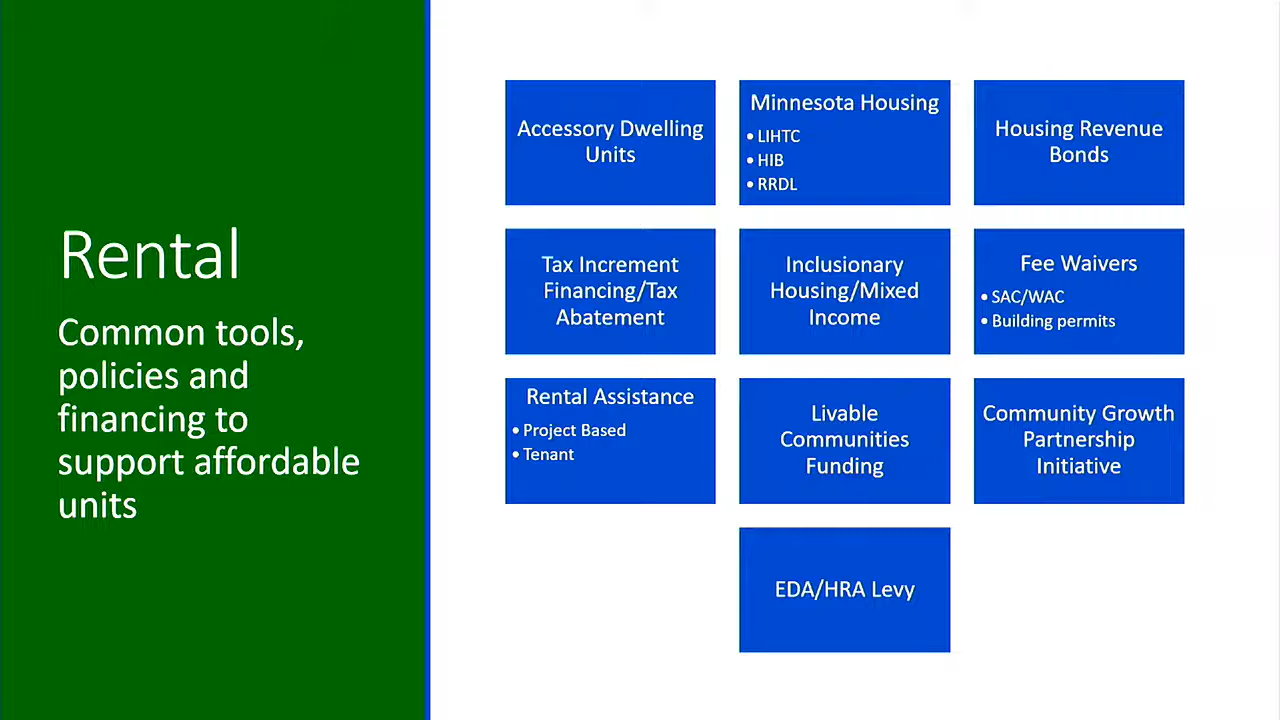 Rental
Common tools,
policies and
financing to
support affordable
units
Accessory Dwelling
Units
Minnesota Housing
• LIHTC
• HIB
• RRDL
Housing Revenue
Bonds
Tax Increment
Financing/Tax
Abatement
Inclusionary
Housing/Mixed
Income
Fee Waivers
• SAC/WAC
• Building permits
Rental Assistance
• Project Based
• Tenant
Livable
Communities
Funding
Community Growth
Partnership
Initiative
EDA/HRA Levy